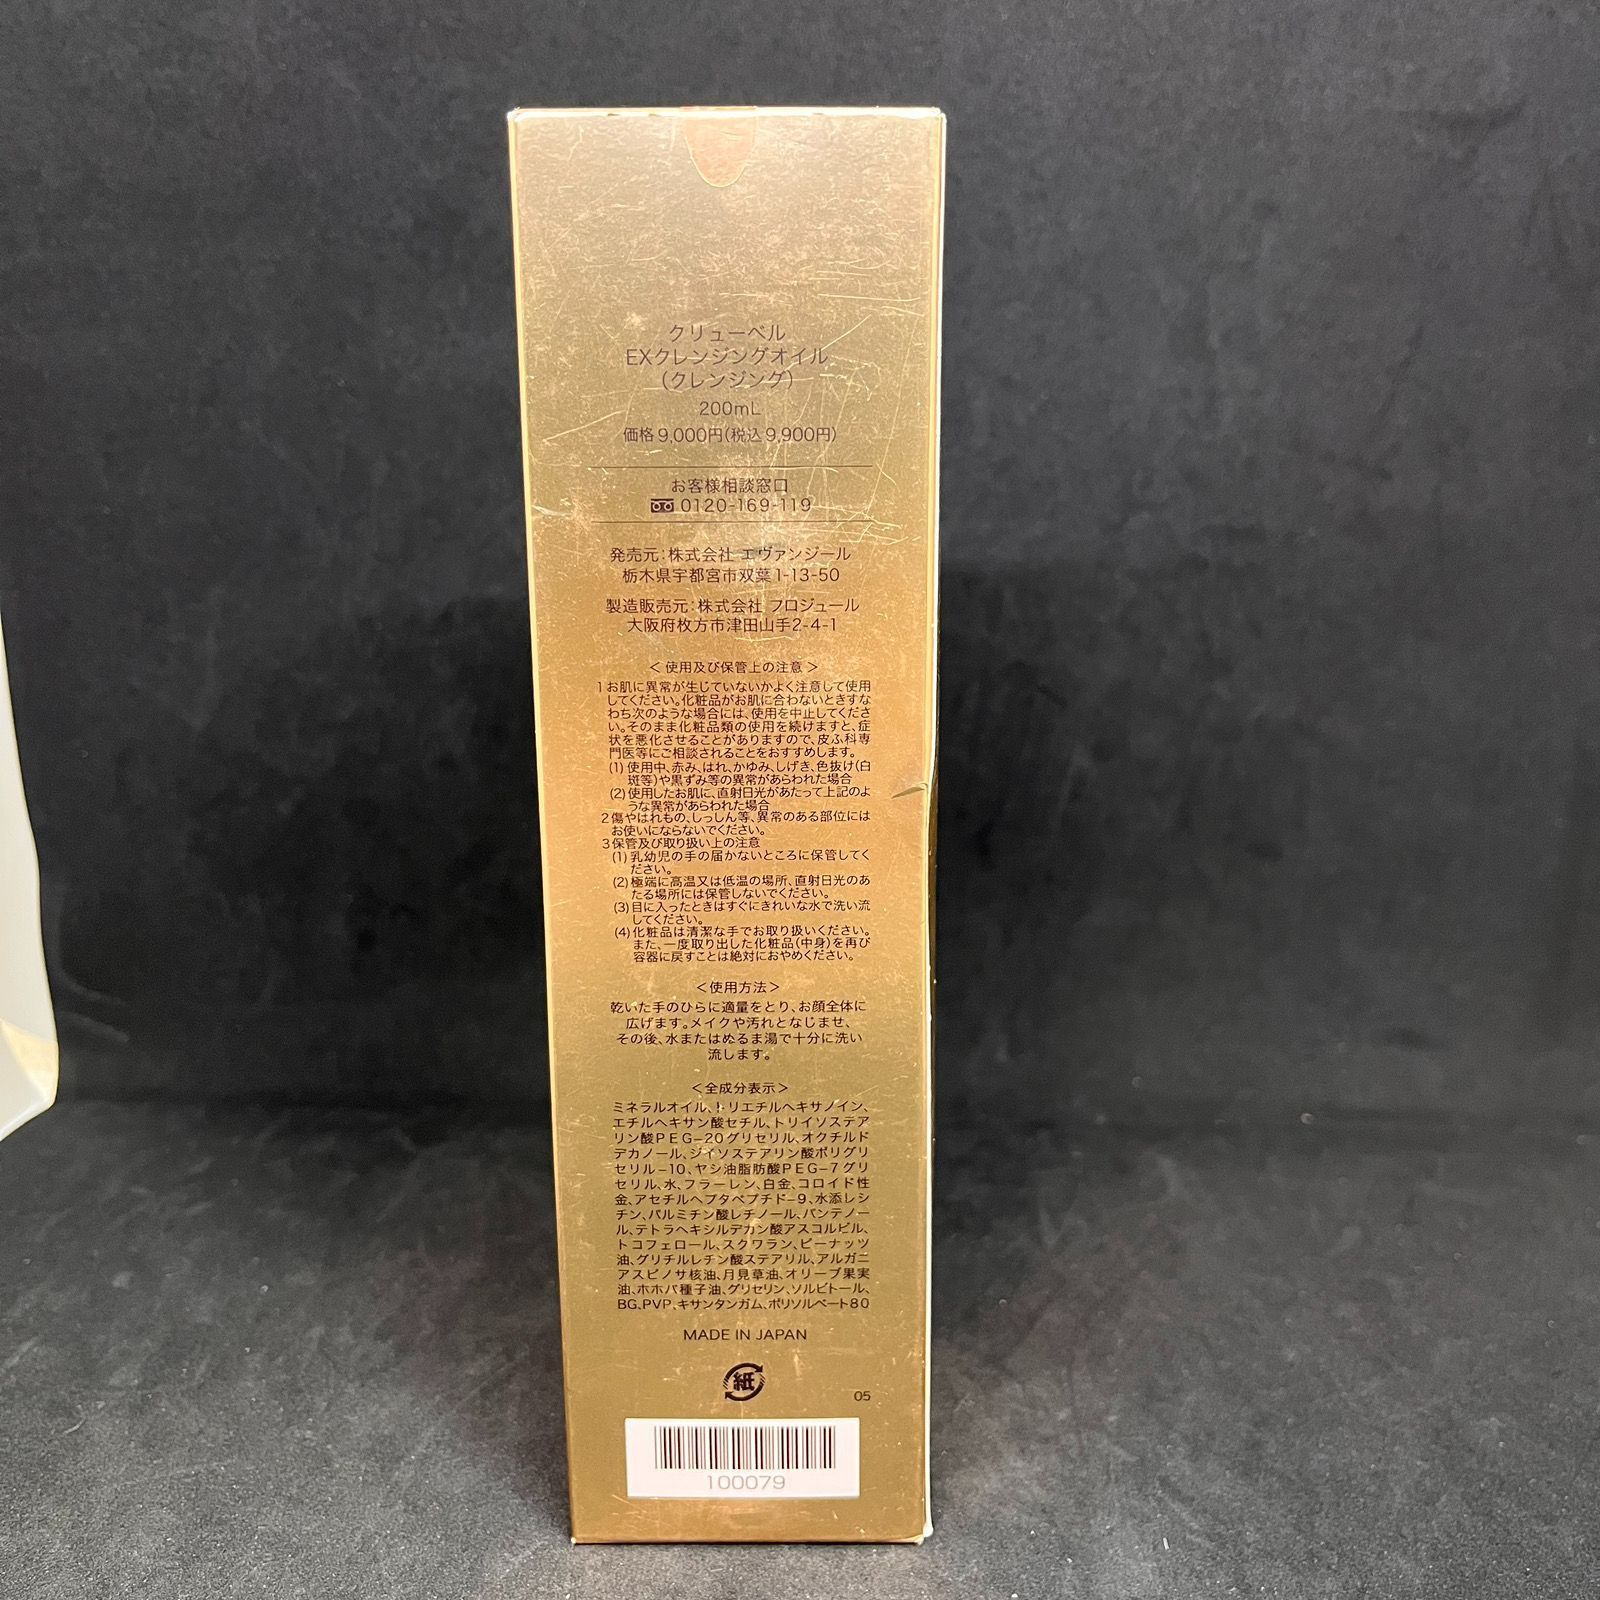 クリューベル
EXクレンジングオイル
(クレンジング)
200mL
価格9,000円(税込9,900円)
お客様相談窓口
0120-169-119
発売元:株式会社 エヴァンジール
栃木県宇都宮市双葉1-13-50
製造販売元:株式会社 フロジュール
大阪府枚方市津田山手2-4-1
<使用及び保管上の注意>
1お肌に異常が生じていないかよく注意して使用
してください。化粧品がお肌に合わないときすな
わち次のような場合には、使用を中止してくださ
い。そのまま化粧品類の使用を続けますと、症
状を悪化させることがありますので、皮ふ科専
門医等にご相談されることをおすすめします。
(1)使用中、赤み、はれ、かゆみ、しげき、色抜け(白
斑等)や黒ずみ等の異常があらわれた場合
(2)使用したお肌に、直射日光があたって上記のよ
うな異常があらわれた場合
2傷やはれもの、しっしん等、異常のある部位には
お使いにならないでください。
3保管及び取り扱い上の注意
(1)乳幼児の手の届かないところに保管してく
ださい。
(2)極端に高温又は低温の場所、直射日光のあ
たる場所には保管しないでください。
(3)目に入ったときはすぐにきれいな水で洗い流
してください。
(4)化粧品は清潔な手でお取り扱いください。
また、一度取り出した化粧品(中身)を再び
容器に戻すことは絶対におやめください。
<使用方法>
乾いた手のひらに適量をとり、お顔全体に
広げます。メイクや汚れとなじませ、
その後、水またはぬるま湯で十分に洗い
流します。
<全成分表示>
ミネラルオイル、トリエチルヘキサノイン、
エチルヘキサン酸セチル、トリイソステア
リン酸PEG-20グリセリル、オクチルド
デカノール、ジイソステアリン酸ポリグリ
セリル-10、ヤシ油脂肪酸PEG-7グリ
セリル、水、フラーレン、白金、コロイド性
金、アセチルヘプタペプチド-9、水添レシ
チン、パルミチン酸レチノール、パンテノー
ル、テトラヘキシルデカン酸アスコルビル、
トコフェロール、スクワラン、ピーナッツ
油、グリチルレチン酸ステアリル、アルガニ
アスピノサ核油、月見草油、オリーブ果実
油、ホホバ種子油、グリセリン、ソルビトール、
BG、PVP、キサンタンガム、ポリソルベート80
MADE IN JAPAN
紙
05
100079